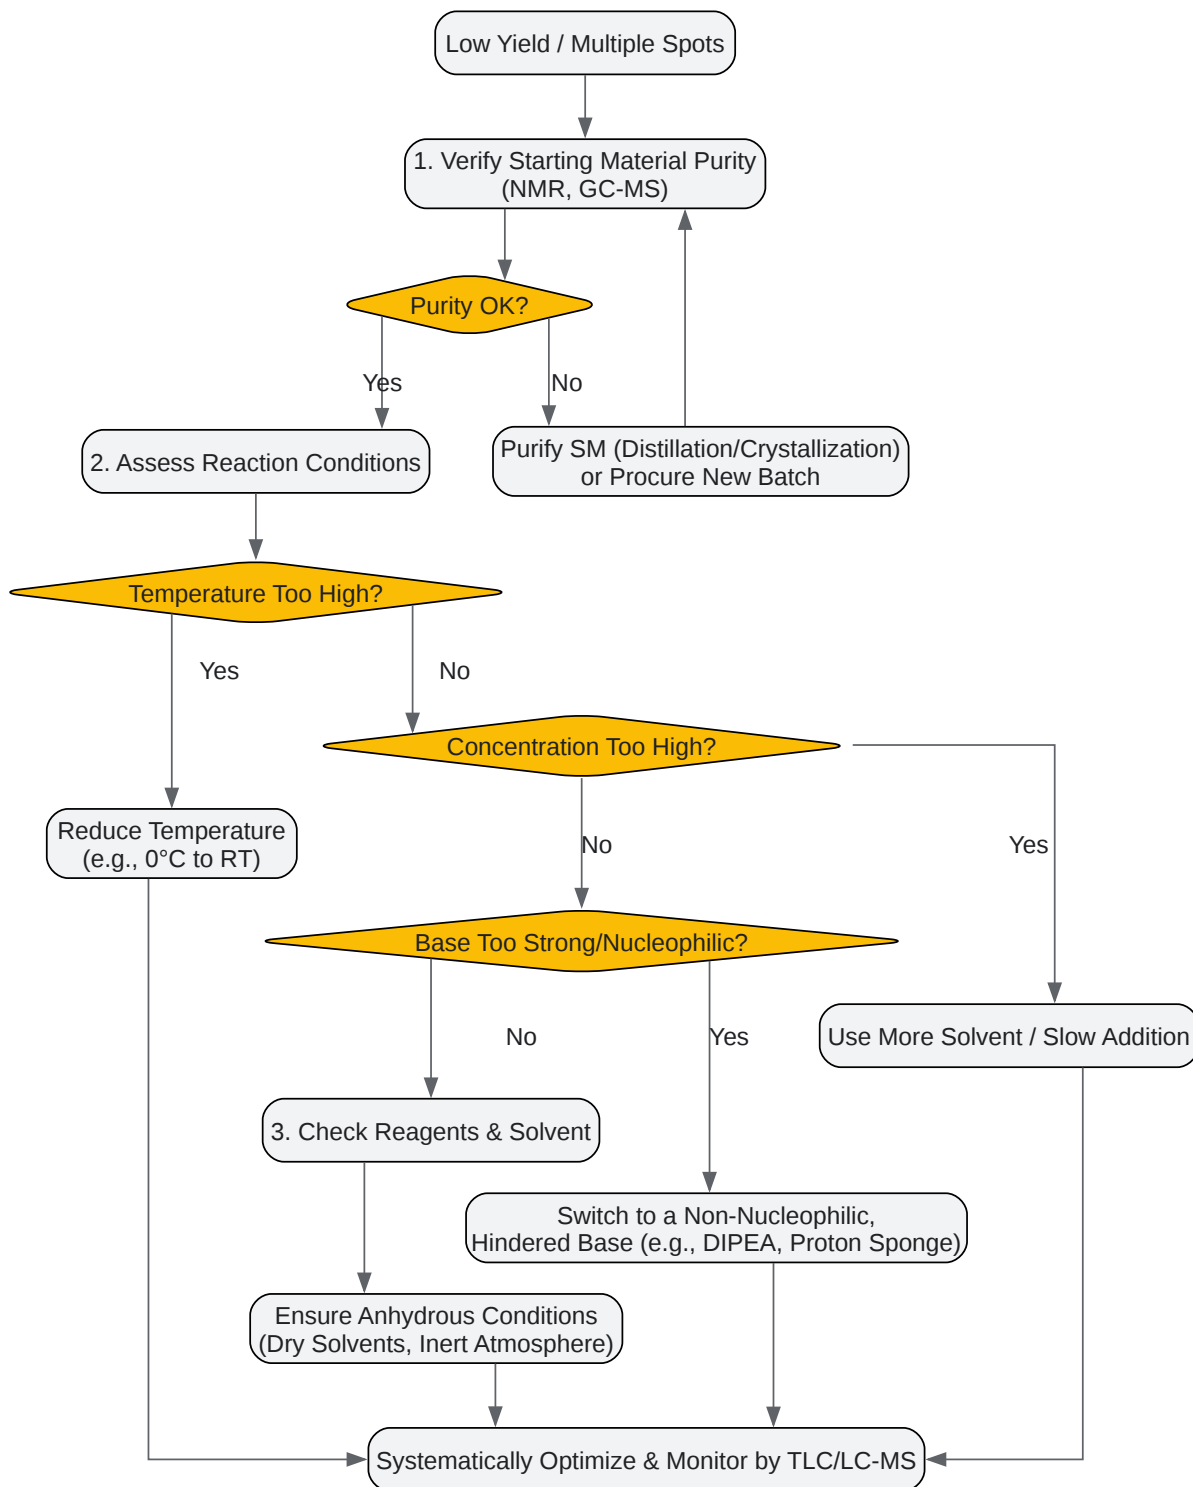 Low Yield / Multiple Spots
1. Verify Starting Material Purity
(NMR, GC-MS)
Purity OK?
Yes
No
2. Assess Reaction Conditions
Purify SM (Distillation/Crystallization)
or Procure New Batch
Temperature Too High?
Yes
No
Concentration Too High?
Reduce Temperature
(e.g., 0°C to RT)
No
Yes
Base Too Strong/Nucleophilic?
No
Yes
Use More Solvent / Slow Addition
3. Check Reagents & Solvent
Switch to a Non-Nucleophilic,
Hindered Base (e.g., DIPEA, Proton Sponge)
Ensure Anhydrous Conditions
(Dry Solvents, Inert Atmosphere)
Systematically Optimize & Monitor by TLC/LC-MS